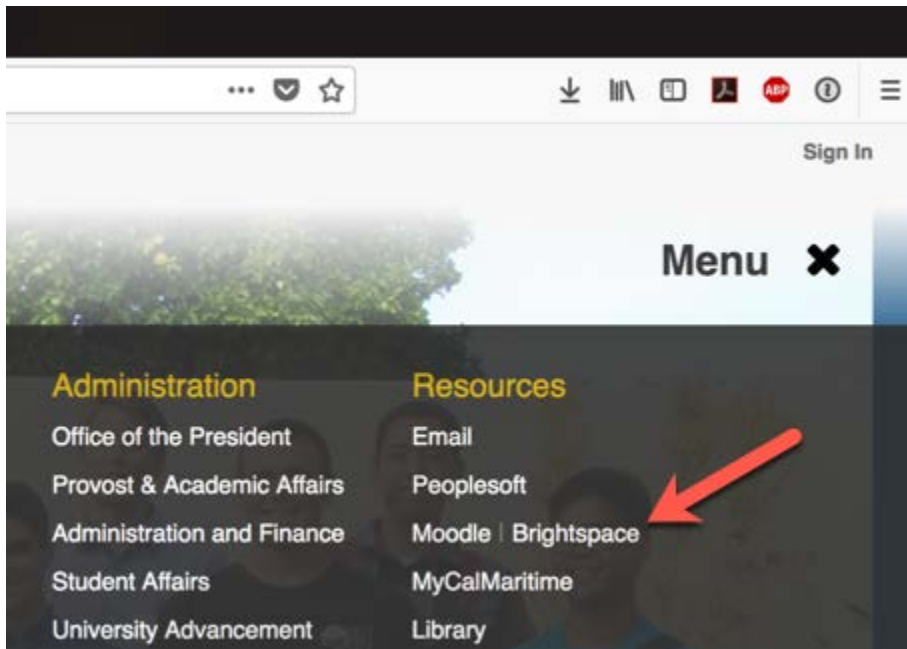 ABP
Sign In
Menu
Administration
Office of the President
Provost & Academic Affairs
Administration and Finance
Student Affairs
University Advancement
Resources
Email
Peoplesoft
Moodle | Brightspace
MyCalMaritime
Library